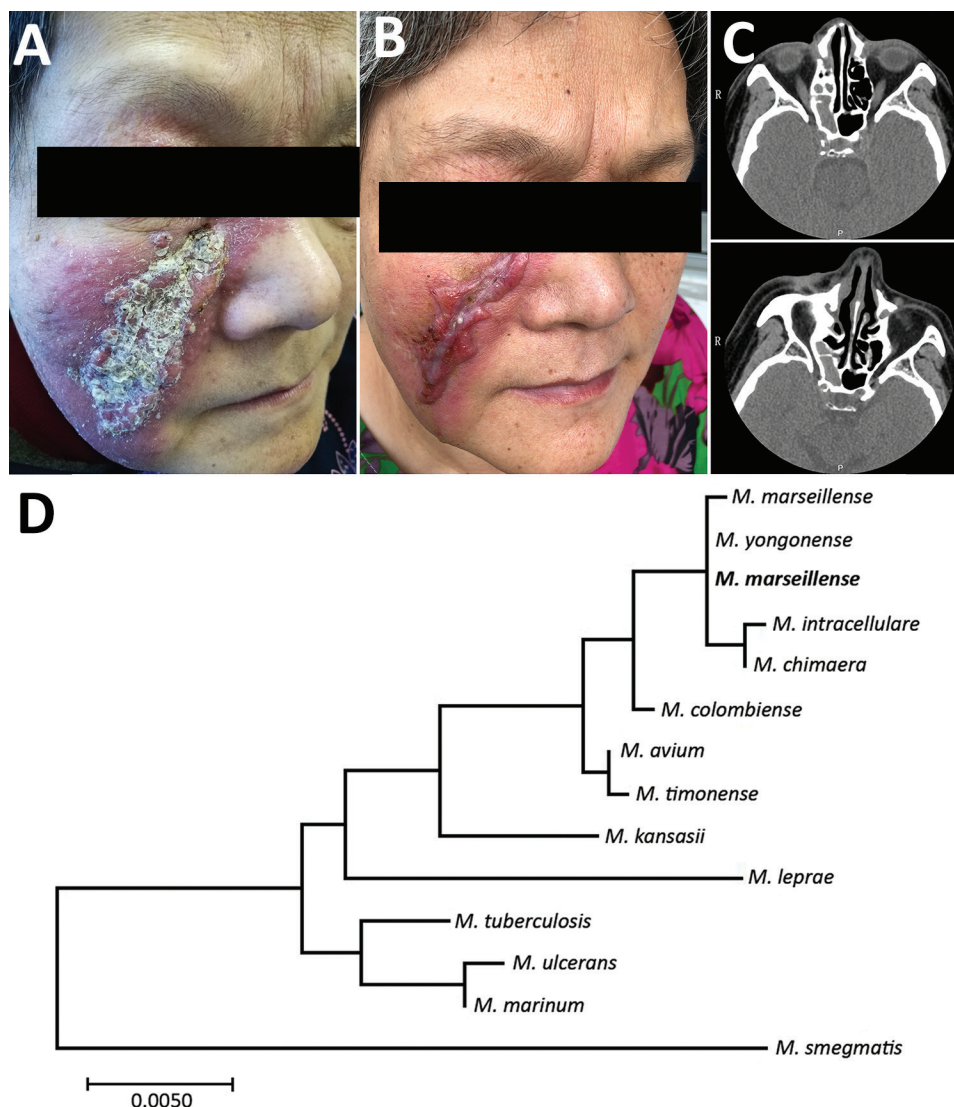 A
B
C
R
P
R
P
D
M. marseillense
M. yongonense
M. marseillense
M. intracellulare
M. chimaera
M. colombiense
M. avium
M. timonense
M. kansasii
M. leprae
M. tuberculosis
M. ulcerans
M. marinum
M. smegmatis
0.0050